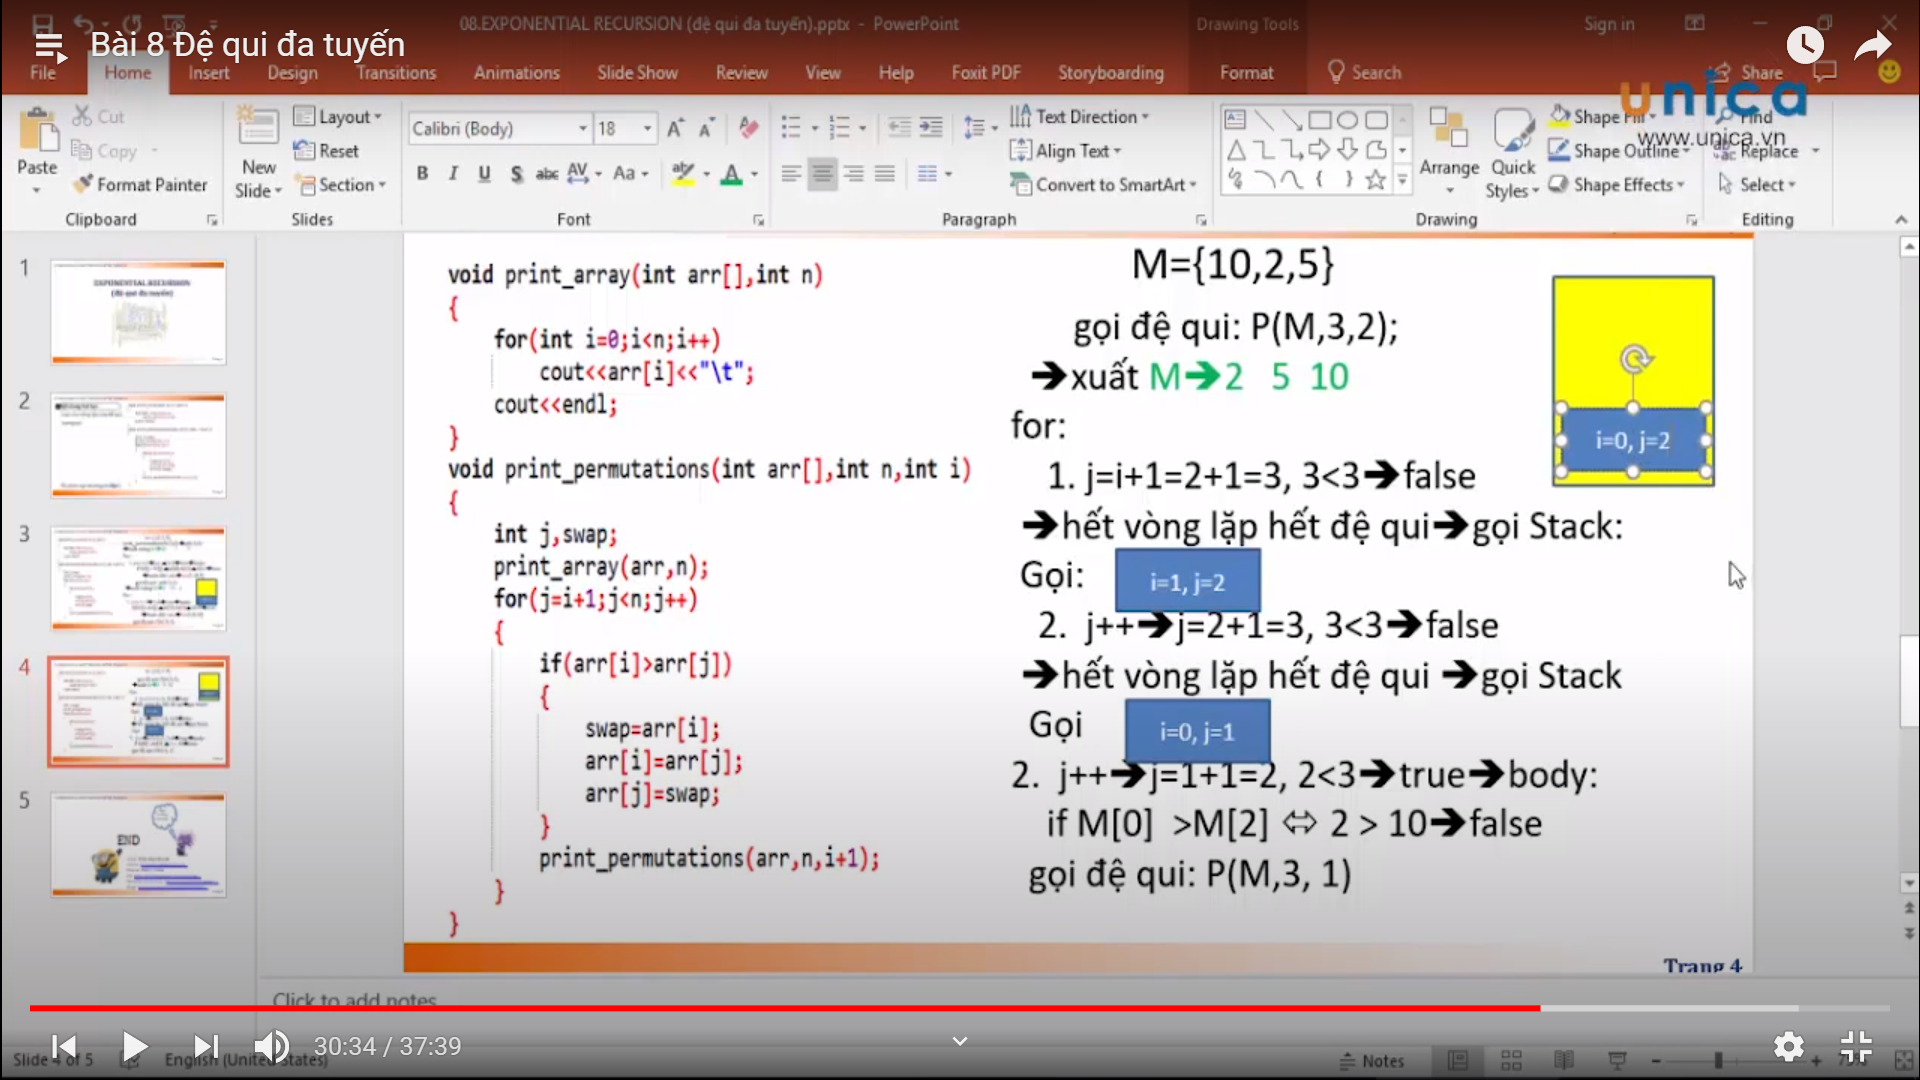 08.EXPONENTIAL RECURSION (đệ qui đa tuyến).pptx - PowerPoint
Drawing Tools
Sign in
Bài 8 Đệ qui đa tuyến
File Home Insert Design Transitions Animations Slide Show Review View Help Foxit PDF Storyboarding Format Search Share
unica
www.unica.vn
Paste
Cut
Copy
Format Painter
Clipboard
New Slide
Layout
Reset
Section
Slides
Calibri (Body) 18
B I U S abc AV Aa A
Font
Text Direction
Align Text
Convert to SmartArt
Paragraph
Arrange
Quick Styles
Shape Fill
Shape Outline
Shape Effects
Drawing
Find
Replace
Select
Editing
1
EXPONENTIAL RECURSION
(đệ qui đa tuyến)
2
3
4
5
END
void print_array(int arr[],int n)
{
for(int i=0;i<n;i++)
cout<<arr[i]<<"\t";
cout<<endl;
}
void print_permutations(int arr[],int n,int i)
{
int j,swap;
print_array(arr,n);
for(j=i+1;j<n;j++)
{
if(arr[i]>arr[j])
{
swap=arr[i];
arr[i]=arr[j];
arr[j]=swap;
}
print_permutations(arr,n,i+1);
}
}
M={10,2,5}
gọi đệ qui: P(M,3,2);
➔xuất M➔2 5 10
for:
1. j=i+1=2+1=3, 3<3➔false
➔hết vòng lặp hết đệ qui➔gọi Stack:
Gọi: i=1, j=2
2. j++➔j=2+1=3, 3<3➔false
➔hết vòng lặp hết đệ qui ➔gọi Stack
Gọi i=0, j=1
2. j++➔j=1+1=2, 2<3➔true➔body:
if M[0] >M[2] ⇔ 2 > 10➔false
gọi đệ qui: P(M,3, 1)
i=0, j=2
Trang 4
Click to add notes
30:34 / 37:39
Slide 4 of 5
English (United States)
Notes